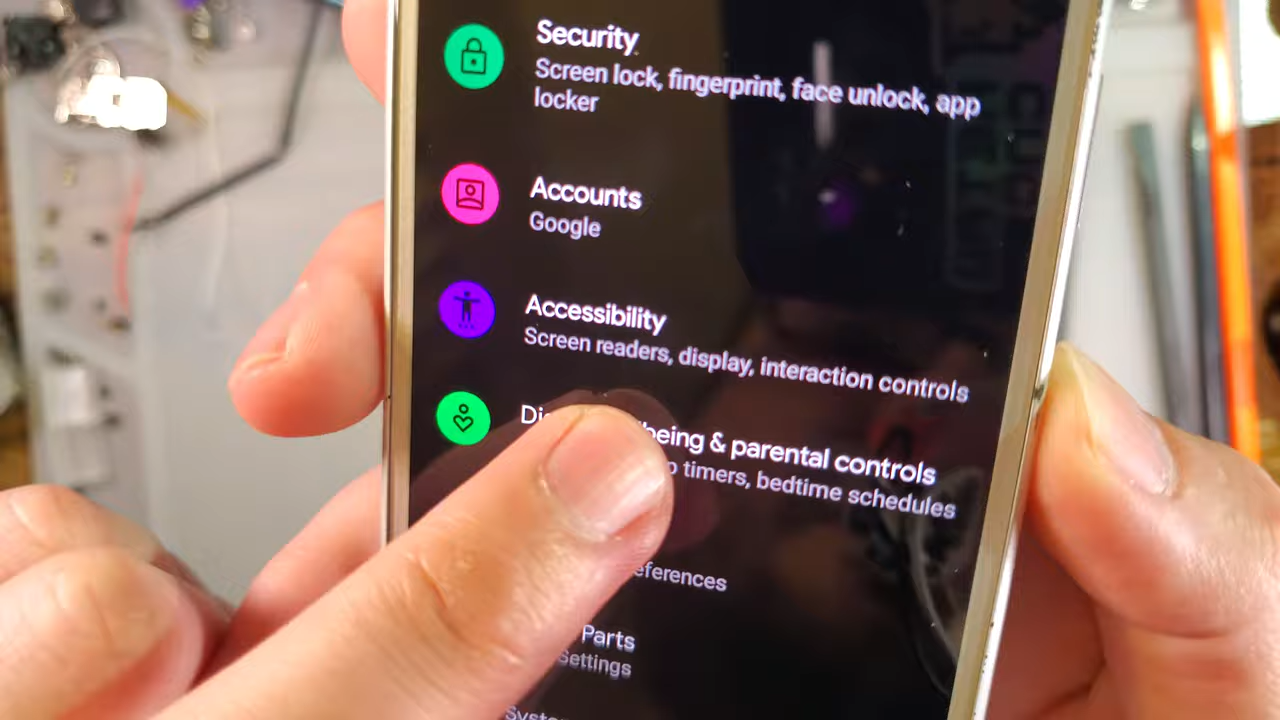 Security
Screen lock, fingerprint, face unlock, app
locker
Accounts
Google
Accessibility
Screen readers, display, interaction controls
being & parental controls
timers, bedtime schedules
Parts
Settings